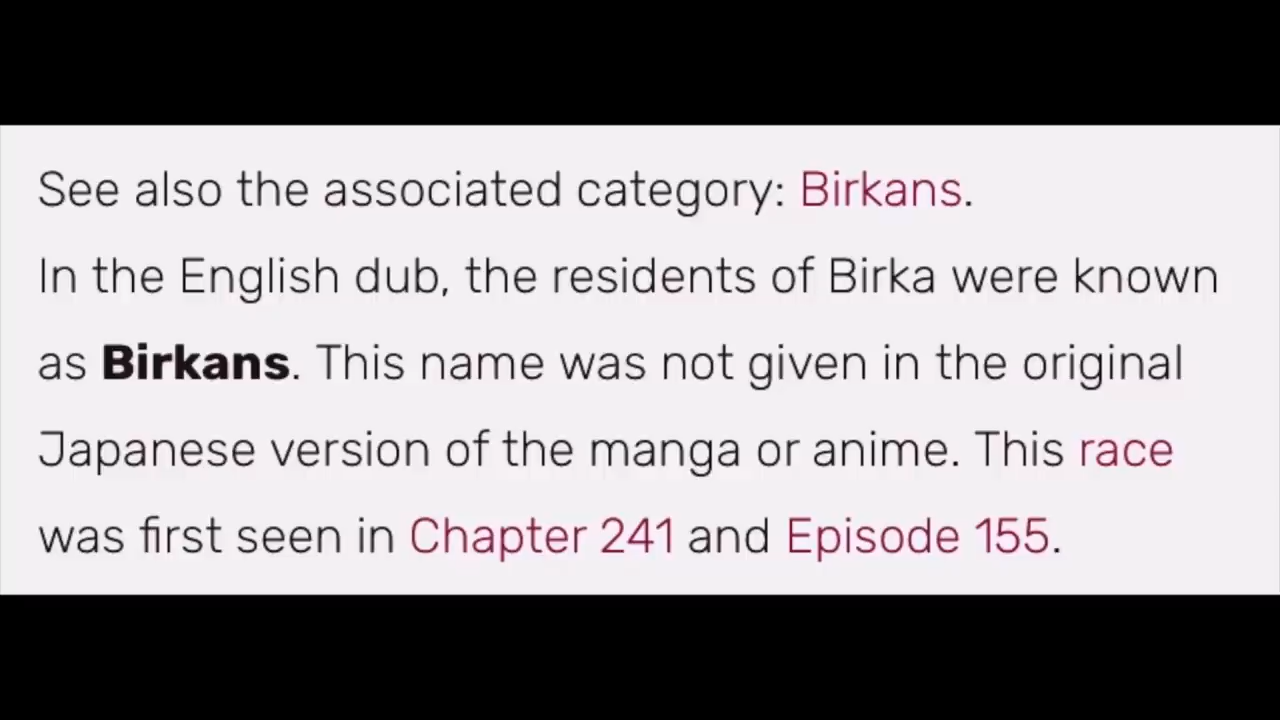 See also the associated category: Birkans.
In the English dub, the residents of Birka were known
as Birkans. This name was not given in the original
Japanese version of the manga or anime. This race
was first seen in Chapter 241 and Episode 155.